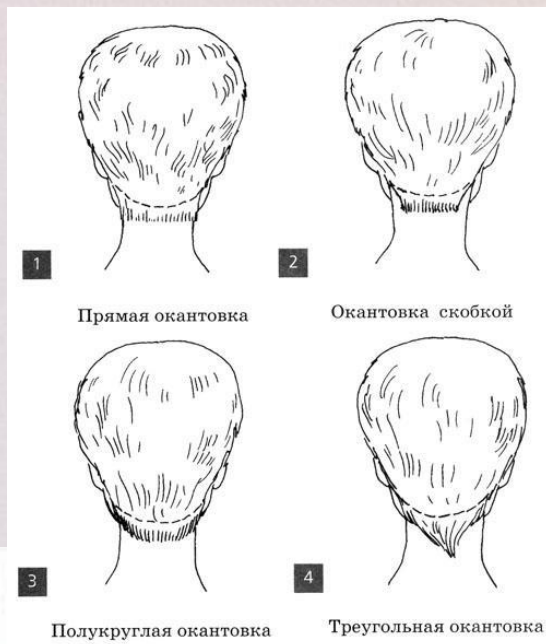 1
2
Прямая окантовка
Окантовка скобкой
3
4
Полукруглая окантовка
Треугольная окантовка